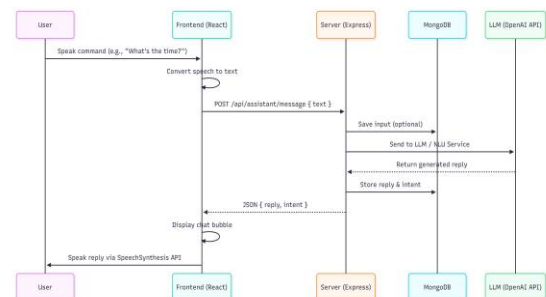 User Frontend (React) Server (Express) MongoDB LLM (OpenAI API)
Speak command (e.g., "What's the time?")
Convert speech to text
POST /api/assistant/message { text }
Save input (optional)
Send to LLM / NLU Service
Return generated reply
Store reply & intent
JSON { reply, intent }
Display chat bubble
Speak reply via SpeechSynthesis API
User Frontend (React) Server (Express) MongoDB LLM (OpenAI API)